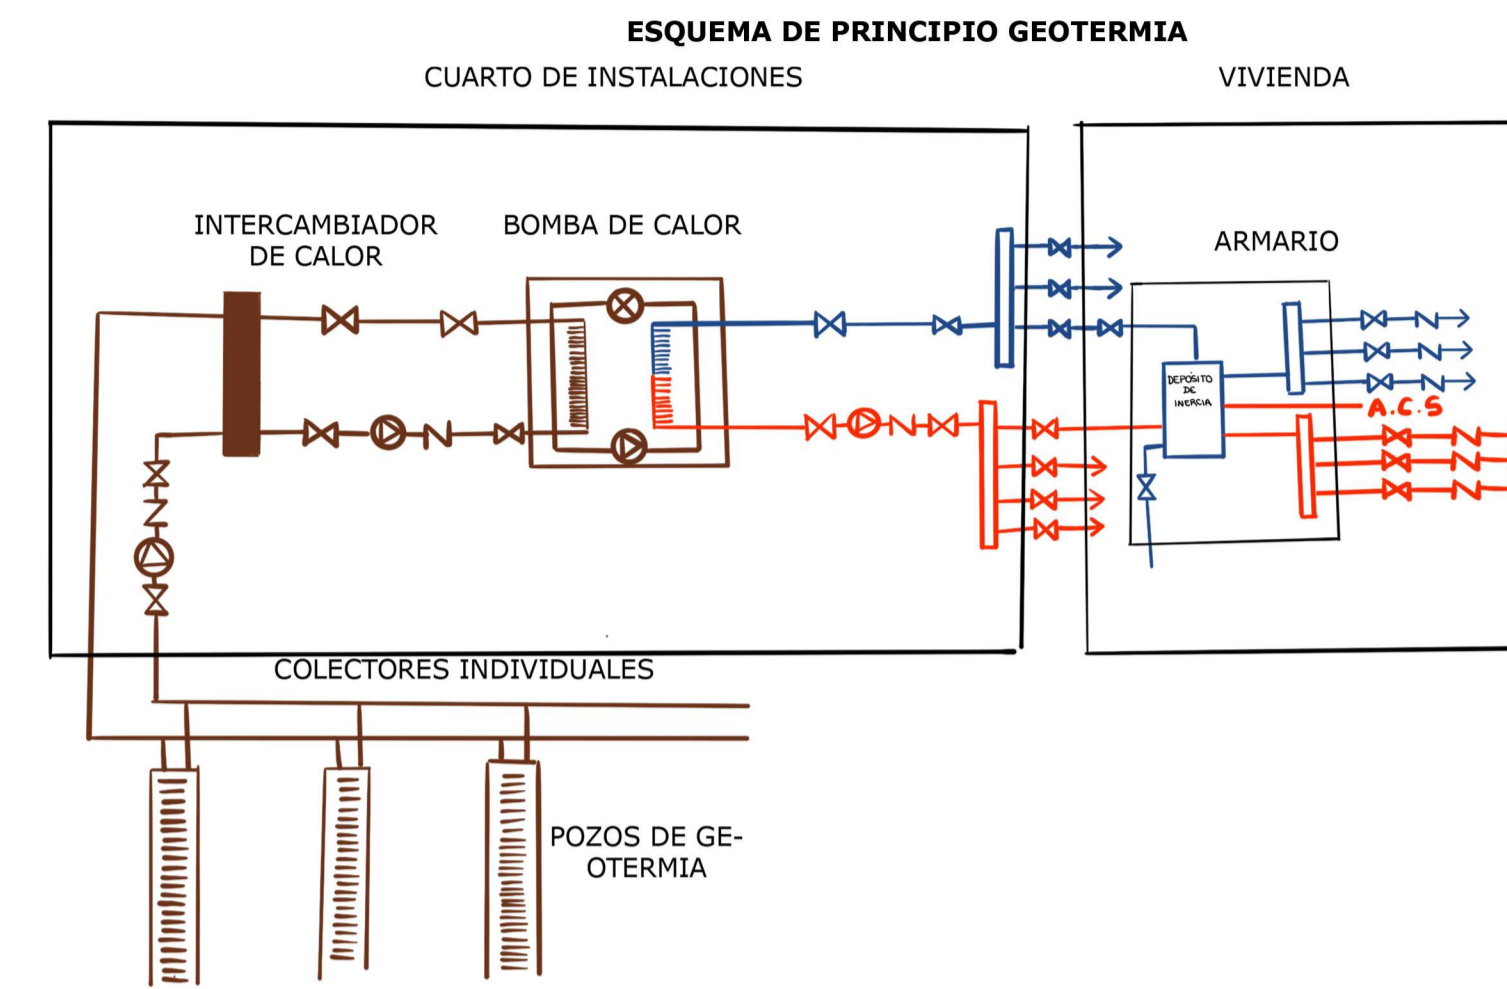 ESQUEMA DE PRINCIPIO GEOTERMIA
CUARTO DE INSTALACIONES
VIVIENDA
INTERCAMBIADOR
DE CALOR
BOMBA DE CALOR
ARMARIO
DEPÓSITO
DE
INERCIA
A.C.S
COLECTORES INDIVIDUALES
POZOS DE GE-
OTERMIA